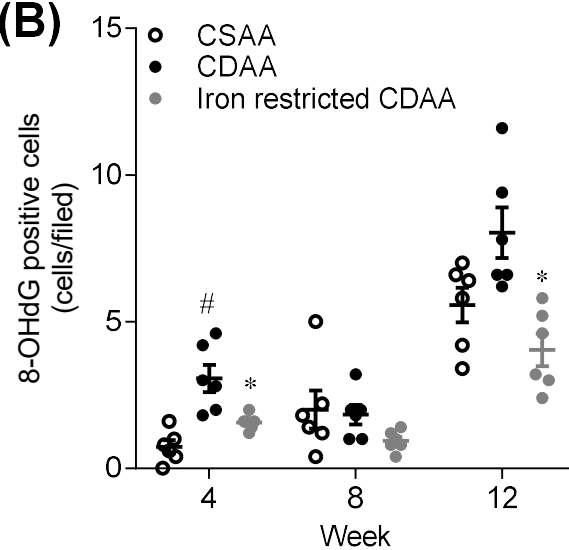 (B)
15
CSAA
CDAA
Iron restricted CDAA
8-OHdG positive cells
(cells/filed)
10
*
#
5
*
0
4
8
12
Week